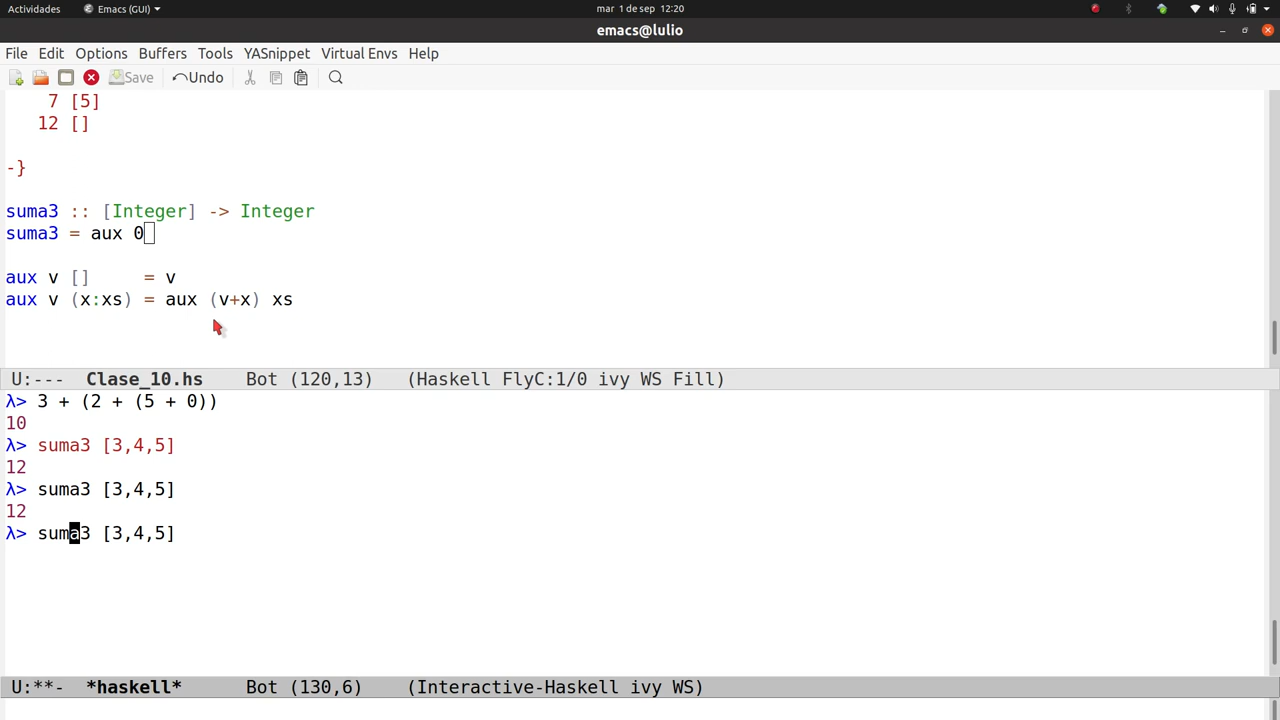 Actividades Emacs (GUI) mar 1 de sep 12:20
emacs@lulio
File Edit Options Buffers Tools YASnippet Virtual Envs Help
Save Undo
7 [5]
12 []
-}
suma3 :: [Integer] -> Integer
suma3 = aux 0
aux v []     = v
aux v (x:xs) = aux (v+x) xs
U:--- Clase_10.hs Bot (120,13) (Haskell FlyC:1/0 ivy WS Fill)
λ> 3 + (2 + (5 + 0))
10
λ> suma3 [3,4,5]
12
λ> suma3 [3,4,5]
12
λ> suma3 [3,4,5]
U:**- *haskell* Bot (130,6) (Interactive-Haskell ivy WS)